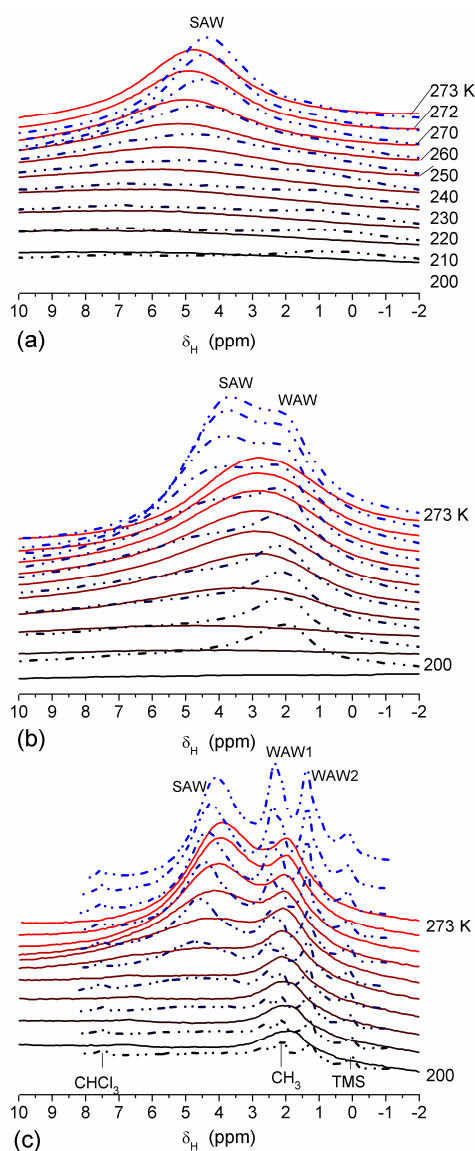 SAW
273 K
272
270
260
250
240
230
220
210
200
10 9 8 7 6 5 4 3 2 1 0 -1 -2
(a)
δH (ppm)
SAW
WAW
273 K
200
10 9 8 7 6 5 4 3 2 1 0 -1 -2
(b)
δH (ppm)
WAW1
WAW2
SAW
273 K
200
CHCl3
CH3
TMS
10 9 8 7 6 5 4 3 2 1 0 -1 -2
(c)
δH (ppm)